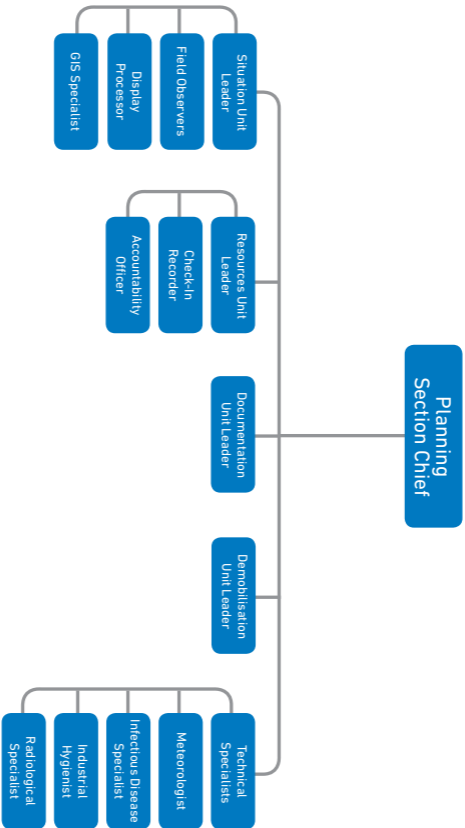 Planning
Section Chief
Situation Unit
Leader
Field Observers
Display
Processor
GIS Specialist
Resources Unit
Leader
Check-In
Recorder
Accountability
Officer
Documentation
Unit Leader
Demobilisation
Unit Leader
Technical
Specialists
Meteorologist
Infectious Disease
Specialist
Industrial
Hygienist
Radiological
Specialist